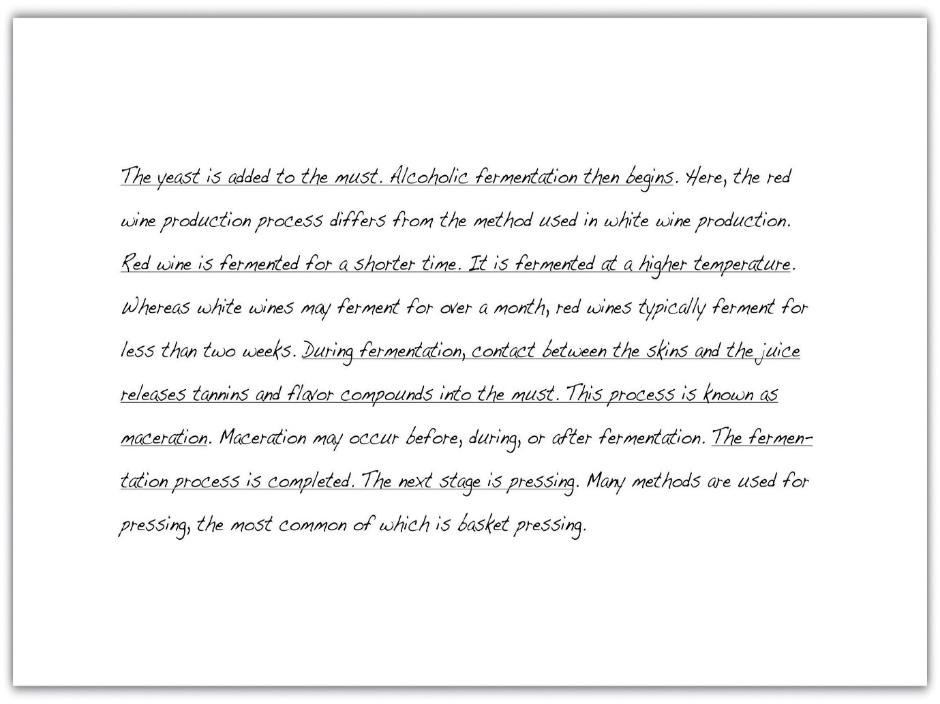 The yeast is added to the must. Alcoholic fermentation then begins. Here, the red
wine production process differs from the method used in white wine production.
Red wine is fermented for a shorter time. It is fermented at a higher temperature.
Whereas white wines may ferment for over a month, red wines typically ferment for
less than two weeks. During fermentation, contact between the skins and the juice
releases tannins and flavor compounds into the must. This process is known as
maceration. Maceration may occur before, during, or after fermentation. The fermen-
tation process is completed. The next stage is pressing. Many methods are used for
pressing, the most common of which is basket pressing.